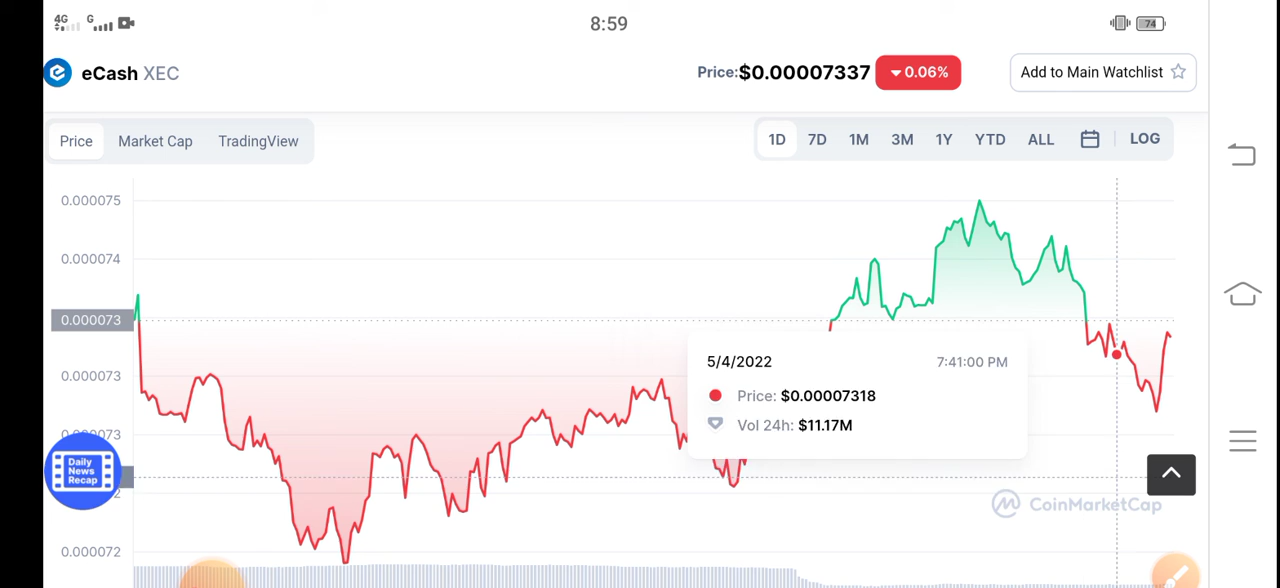 4G G 8:59 74
eCash XEC Price:$0.00007337 0.06% Add to Main Watchlist
Price Market Cap TradingView 1D 7D 1M 3M 1Y YTD ALL LOG
0.000075
0.000074
0.000073
5/4/2022 7:41:00 PM
0.000073
Price: $0.00007318
Vol 24h: $11.17M
Daily
News
Recap
CoinMarketCap
0.000072